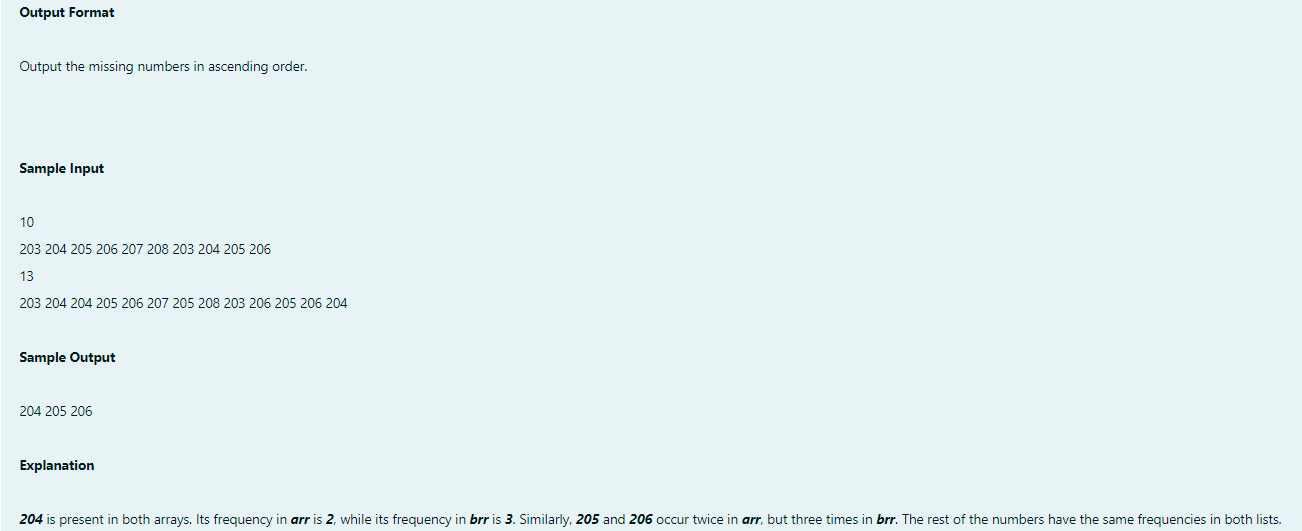 Output Format
Output the missing numbers in ascending order.
Sample Input
10
203 204 205 206 207 208 203 204 205 206
13
203 204 204 205 206 207 205 208 203 206 205 206 204
Sample Output
204 205 206
Explanation
204 is present in both arrays. Its frequency in arr is 2, while its frequency in brr is 3. Similarly, 205 and 206 occur twice in arr, but three times in brr. The rest of the numbers have the same frequencies in both lists.